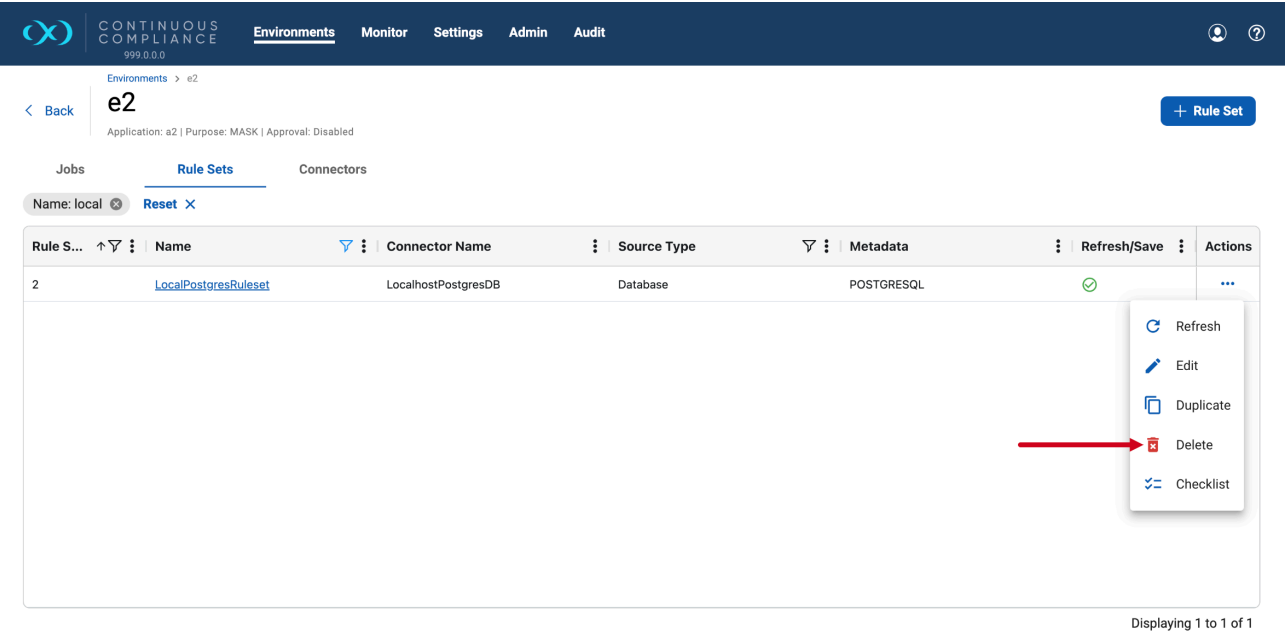 CONTINUOUS
COMPLIANCE
999.0.0.0
Environments Monitor Settings Admin Audit
Environments > e2
Back
e2
Application: a2 | Purpose: MASK | Approval: Disabled
+ Rule Set
Jobs Rule Sets Connectors
Name: local Reset
Rule S... Name Connector Name Source Type Metadata Refresh/Save Actions
2 LocalPostgresRuleset LocalhostPostgresDB Database POSTGRESQL
Refresh
Edit
Duplicate
Delete
Checklist
Displaying 1 to 1 of 1